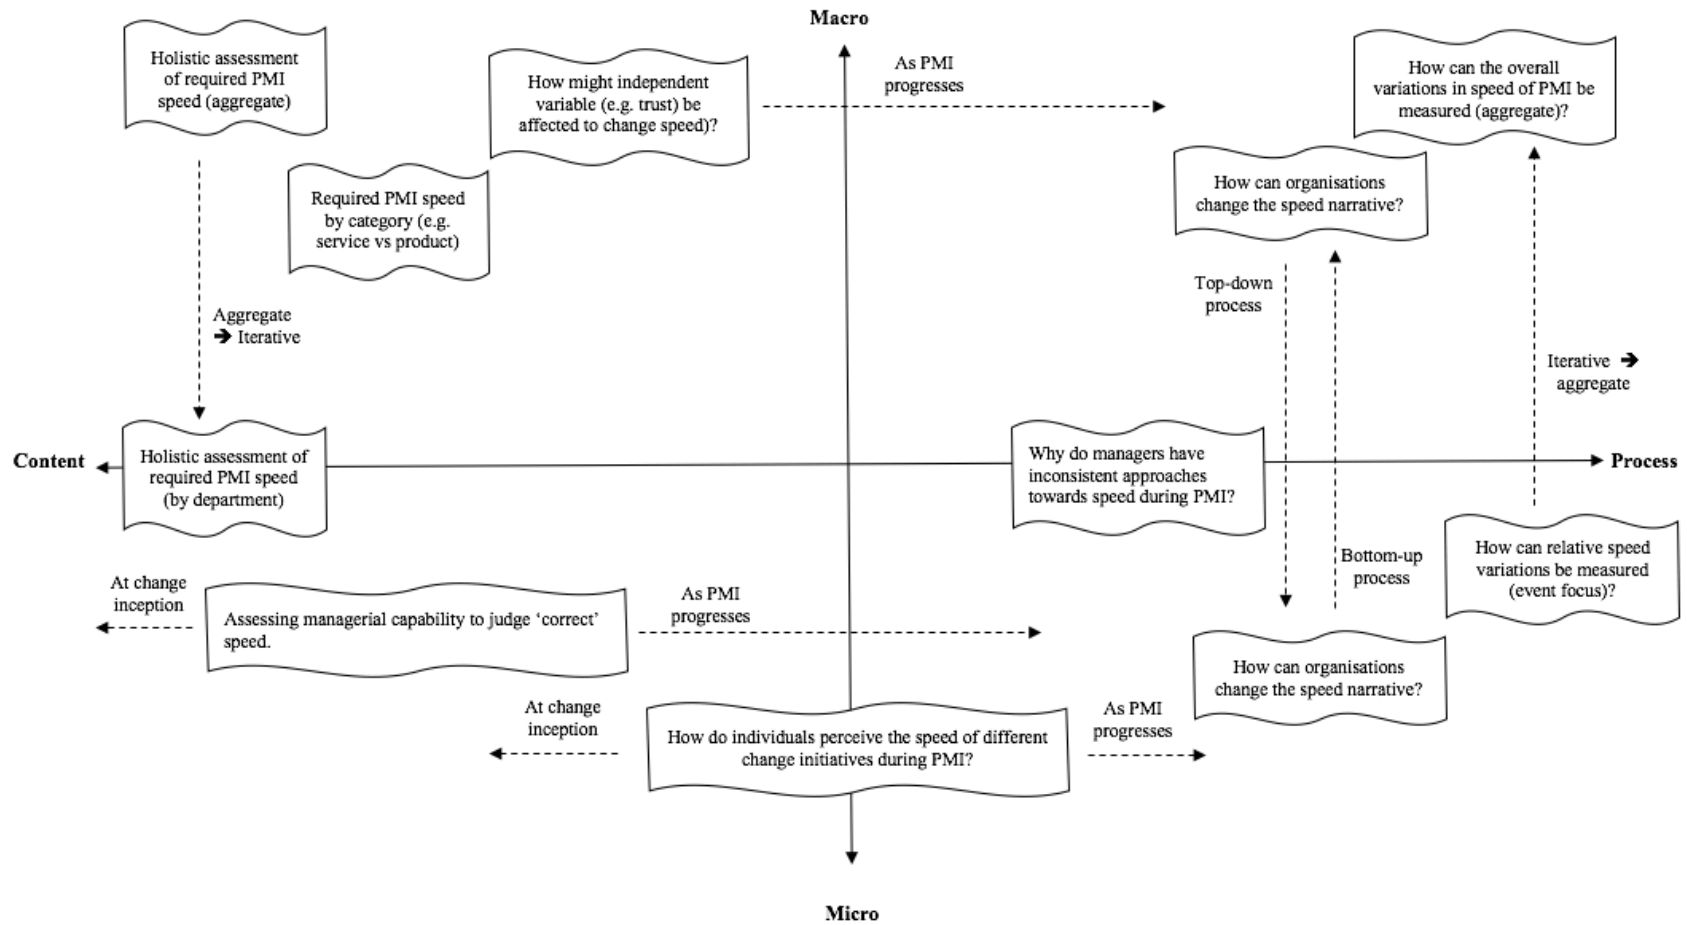 Macro
Holistic assessment
of required PMI
speed (aggregate)
How might independent
variable (e.g. trust) be
affected to change speed)?
As PMI
progresses
How can the overall
variations in speed of PMI be
measured (aggregate)?
Required PMI speed
by category (e.g.
service vs product)
How can organisations
change the speed narrative?
Aggregate
➔ Iterative
Top-down
process
Iterative ➔
aggregate
Content
Holistic assessment of
required PMI speed
(by department)
Why do managers have
inconsistent approaches
towards speed during PMI?
Process
Bottom-up
process
How can relative speed
variations be measured
(event focus)?
At change
inception
Assessing managerial capability to judge ‘correct’
speed.
As PMI
progresses
How can organisations
change the speed narrative?
At change
inception
How do individuals perceive the speed of different
change initiatives during PMI?
As PMI
progresses
Micro